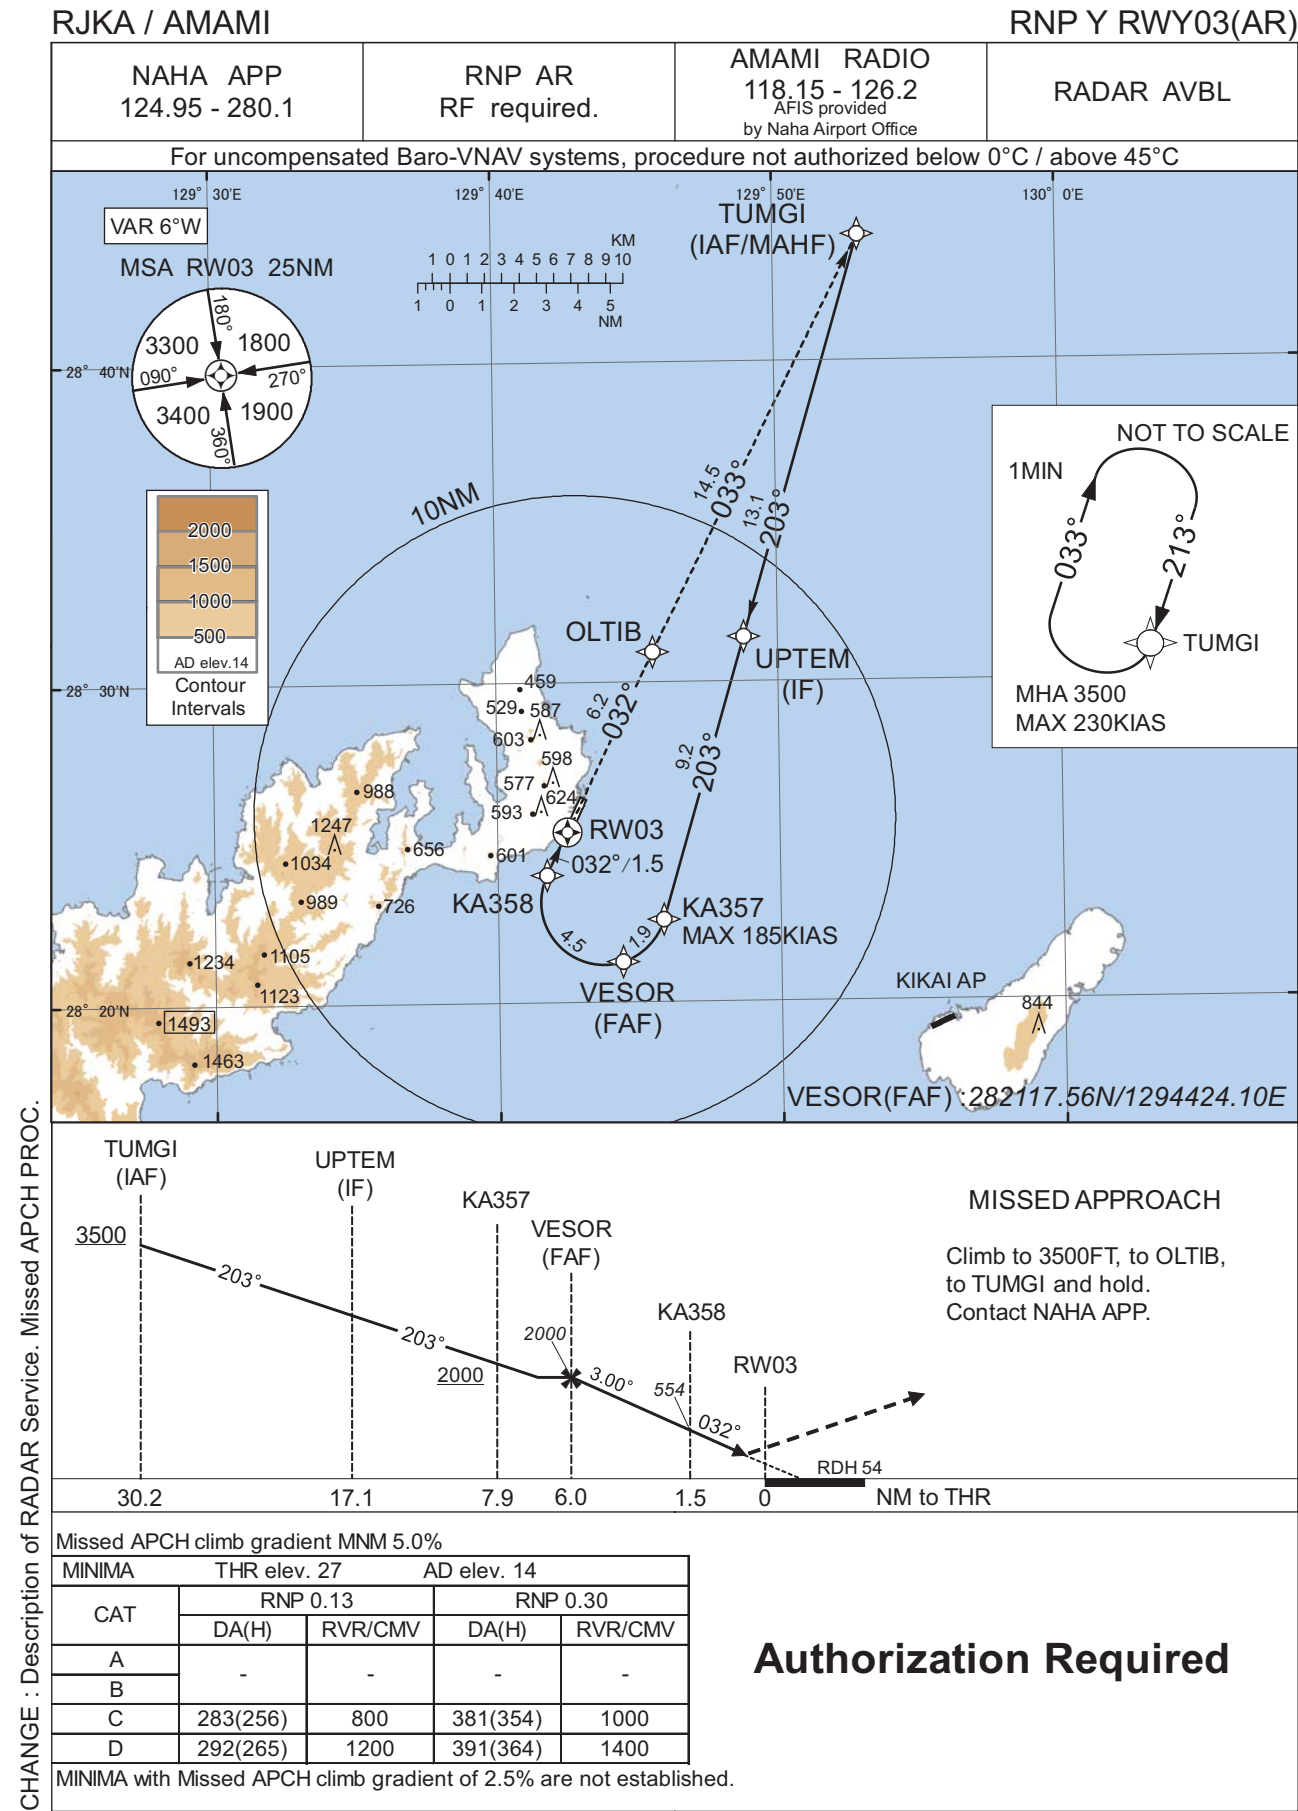 RJKA / AMAMI
RNP Y RWY03(AR)
NAHA APP
124.95 - 280.1
RNP AR
RF required.
AMAMI RADIO
118.15 - 126.2
AFIS provided
by Naha Airport Office
RADAR AVBL
For uncompensated Baro-VNAV systems, procedure not authorized below 0°C / above 45°C
129° 30'E
129° 40'E
129° 50'E
130° 0'E
VAR 6°W
MSA RW03 25NM
180°
3300
1800
090°
270°
3400
1900
360°
KM
1 0 1 2 3 4 5 6 7 8 9 10
1 0 1 2 3 4 5
NM
TUMGI
(IAF/MAHF)
28° 40'N
NOT TO SCALE
1MIN
033°
213°
TUMGI
MHA 3500
MAX 230KIAS
2000
1500
1000
500
AD elev.14
Contour
Intervals
10NM
14.5
033°
13.1
203°
OLTIB
UPTEM
(IF)
28° 30'N
6.2
032°
9.2
203°
459
529
587
603
598
577
624
593
988
1247
1034
656
601
989
726
RW03
032°/1.5
KA358
KA357
MAX 185KIAS
4.5
1.9
VESOR
(FAF)
1234
1105
1123
28° 20'N
1493
1463
KIKAI AP
844
VESOR(FAF) :282117.56N/1294424.10E
CHANGE : Description of RADAR Service. Missed APCH PROC.
TUMGI
(IAF)
UPTEM
(IF)
KA357
VESOR
(FAF)
KA358
RW03
3500
203°
203°
2000
2000
3.00°
554
032°
RDH 54
30.2
17.1
7.9
6.0
1.5
0
NM to THR
MISSED APPROACH
Climb to 3500FT, to OLTIB,
to TUMGI and hold.
Contact NAHA APP.
Missed APCH climb gradient MNM 5.0%
MINIMA THR elev. 27 AD elev. 14
CAT RNP 0.13 RNP 0.30
DA(H) RVR/CMV DA(H) RVR/CMV
A
- - - -
B
C 283(256) 800 381(354) 1000
D 292(265) 1200 391(364) 1400
MINIMA with Missed APCH climb gradient of 2.5% are not established.
Authorization Required